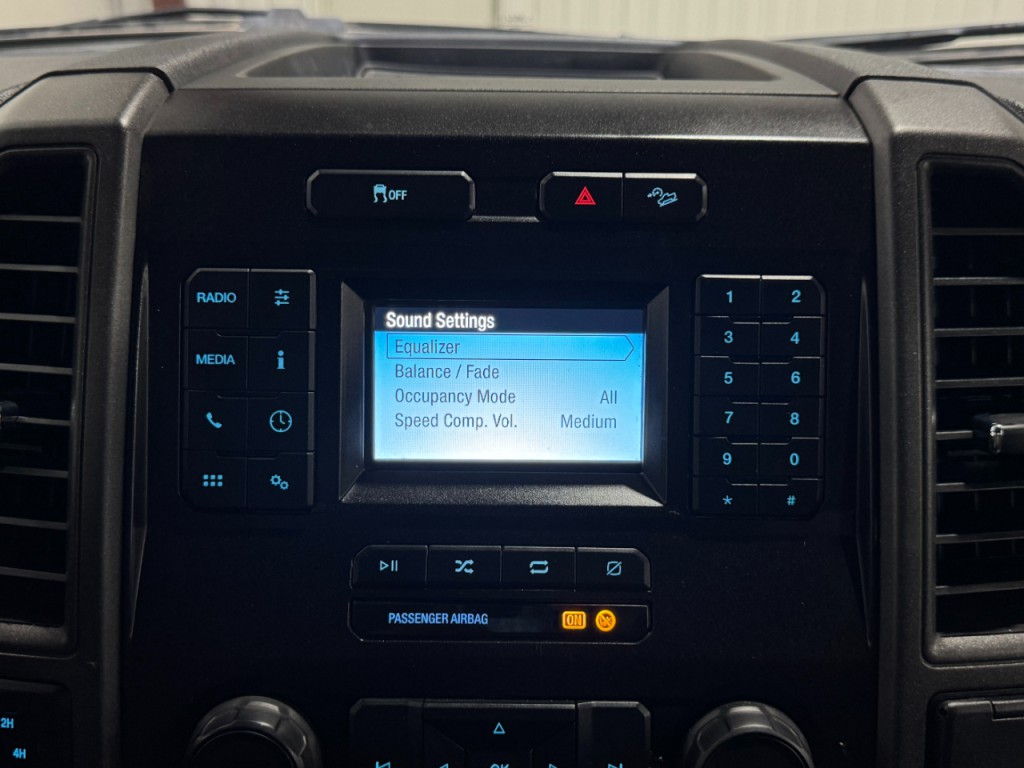 OFF
RADIO
MEDIA
Sound Settings
Equalizer
Balance / Fade
Occupancy Mode All
Speed Comp. Vol. Medium
1 2
3 4
5 6
7 8
9 0
* #
PASSENGER AIRBAG ON
2H
4H
OK